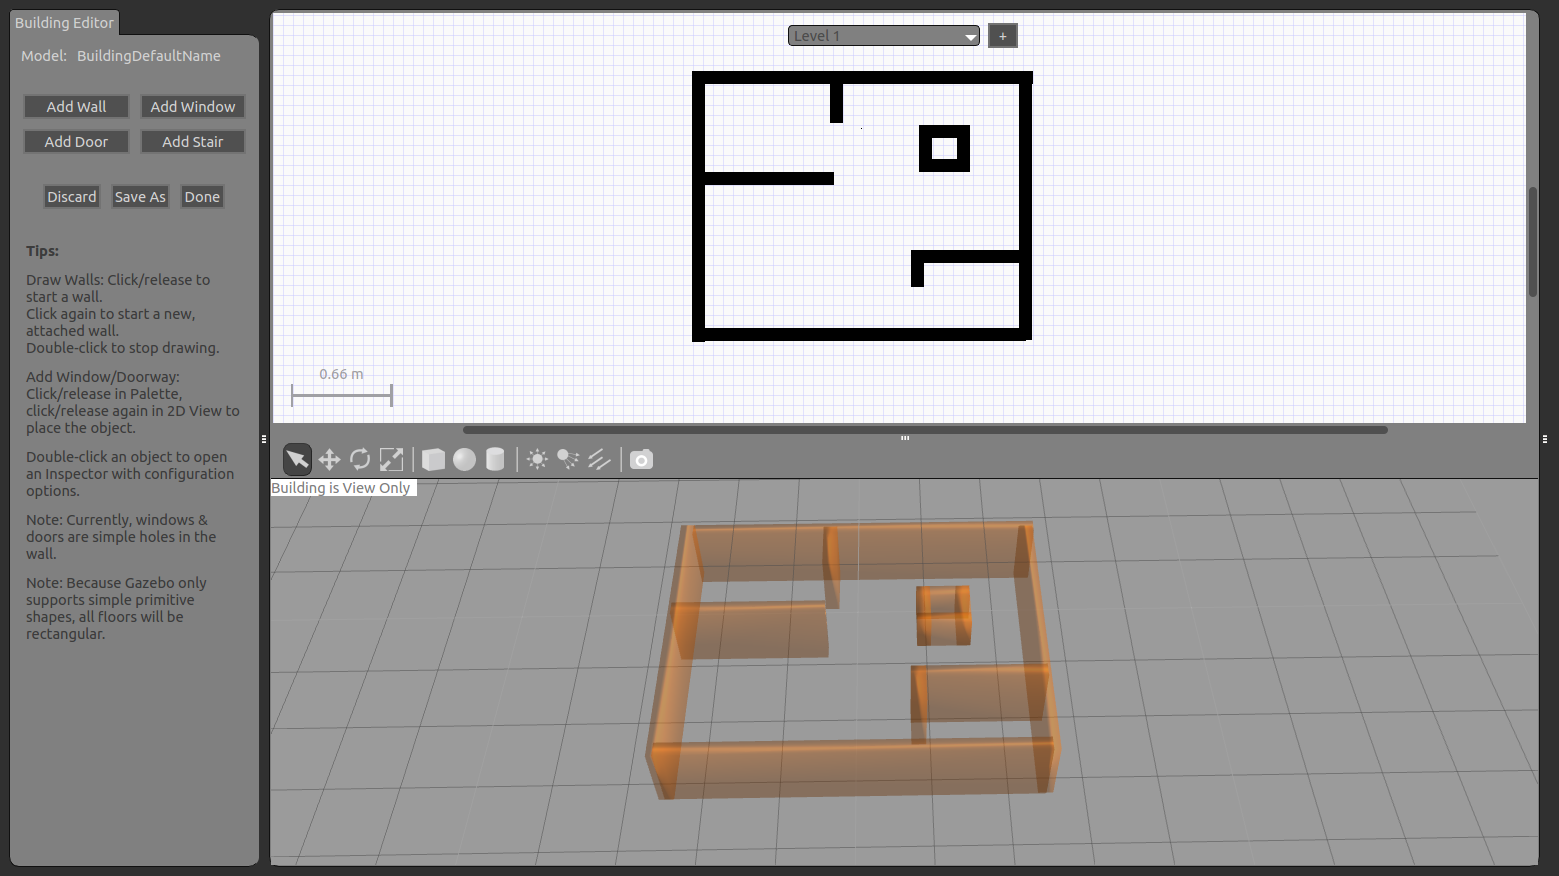 Building Editor
Model: BuildingDefaultName
Add Wall
Add Window
Add Door
Add Stair
Discard
Save As
Done
Tips:
Draw Walls: Click/release to
start a wall.
Click again to start a new,
attached wall.
Double-click to stop drawing.
Add Window/Doorway:
Click/release in Palette,
click/release again in 2D View to
place the object.
Double-click an object to open
an Inspector with configuration
options.
Note: Currently, windows &
doors are simple holes in the
wall.
Note: Because Gazebo only
supports simple primitive
shapes, all floors will be
rectangular.
Level 1
+
0.66 m
Building is View Only